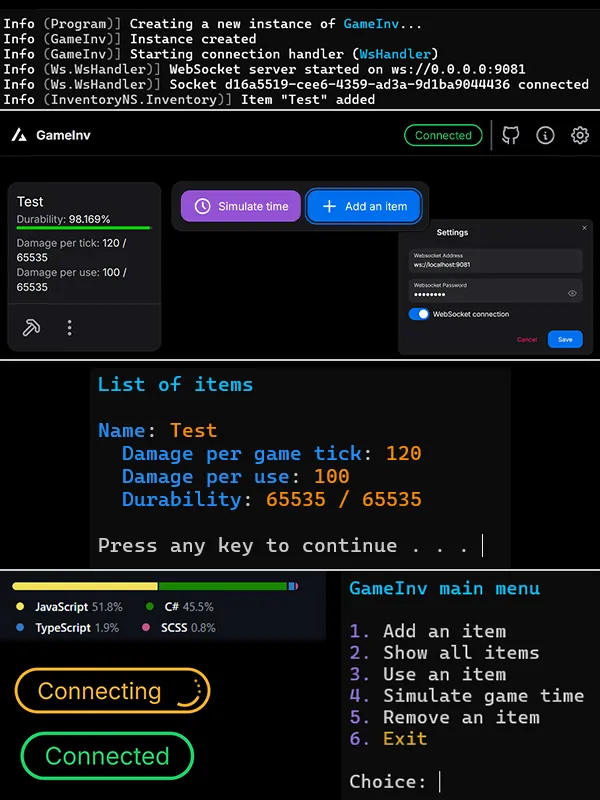 Info (Program)] Creating a new instance of GameInv...
Info (GameInv)] Instance created
Info (GameInv)] Starting connection handler (WsHandler)
Info (Ws.WsHandler)] WebSocket server started on ws://0.0.0.0:9081
Info (Ws.WsHandler)] Socket d16a5519-cee6-4359-ad3a-9d1ba9044436 connected
Info (InventoryNS.Inventory)] Item "Test" added
GameInv
Connected
Test
Durability: 98.169%
Damage per tick: 120 /
65535
Damage per use: 100 /
65535
Simulate time
Add an item
Settings
Websocket Address
ws://localhost:9081
Websocket Password
WebSocket connection
Cancel
Save
List of items
Name: Test
Damage per game tick: 120
Damage per use: 100
Durability: 65535 / 65535
Press any key to continue . . .
JavaScript 51.8%
C# 45.5%
TypeScript 1.9%
SCSS 0.8%
Connecting
Connected
GameInv main menu
1. Add an item
2. Show all items
3. Use an item
4. Simulate game time
5. Remove an item
6. Exit
Choice: